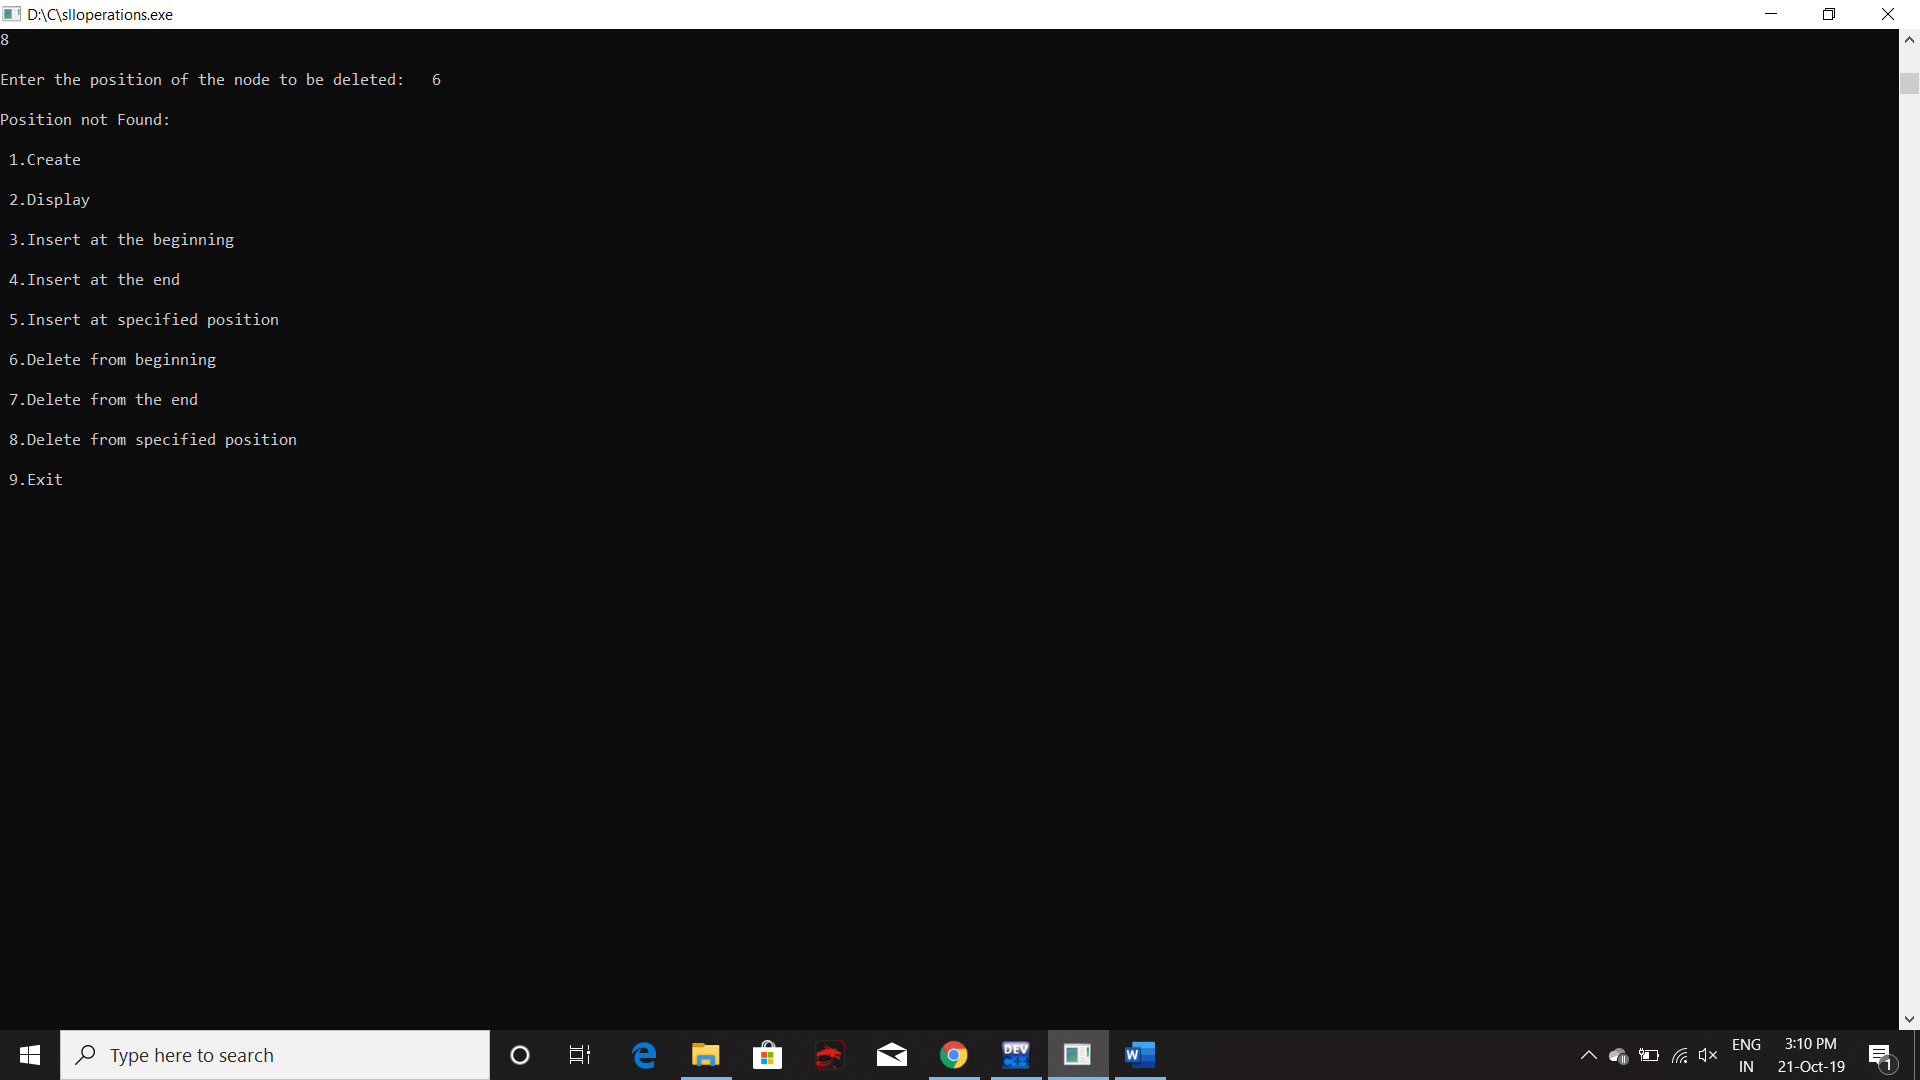 D:\C\slloperations.exe
8
Enter the position of the node to be deleted:   6
Position not Found:
1.Create
2.Display
3.Insert at the beginning
4.Insert at the end
5.Insert at specified position
6.Delete from beginning
7.Delete from the end
8.Delete from specified position
9.Exit
Type here to search
DEV C++
W
ENG
IN
3:10 PM
21-Oct-19
1